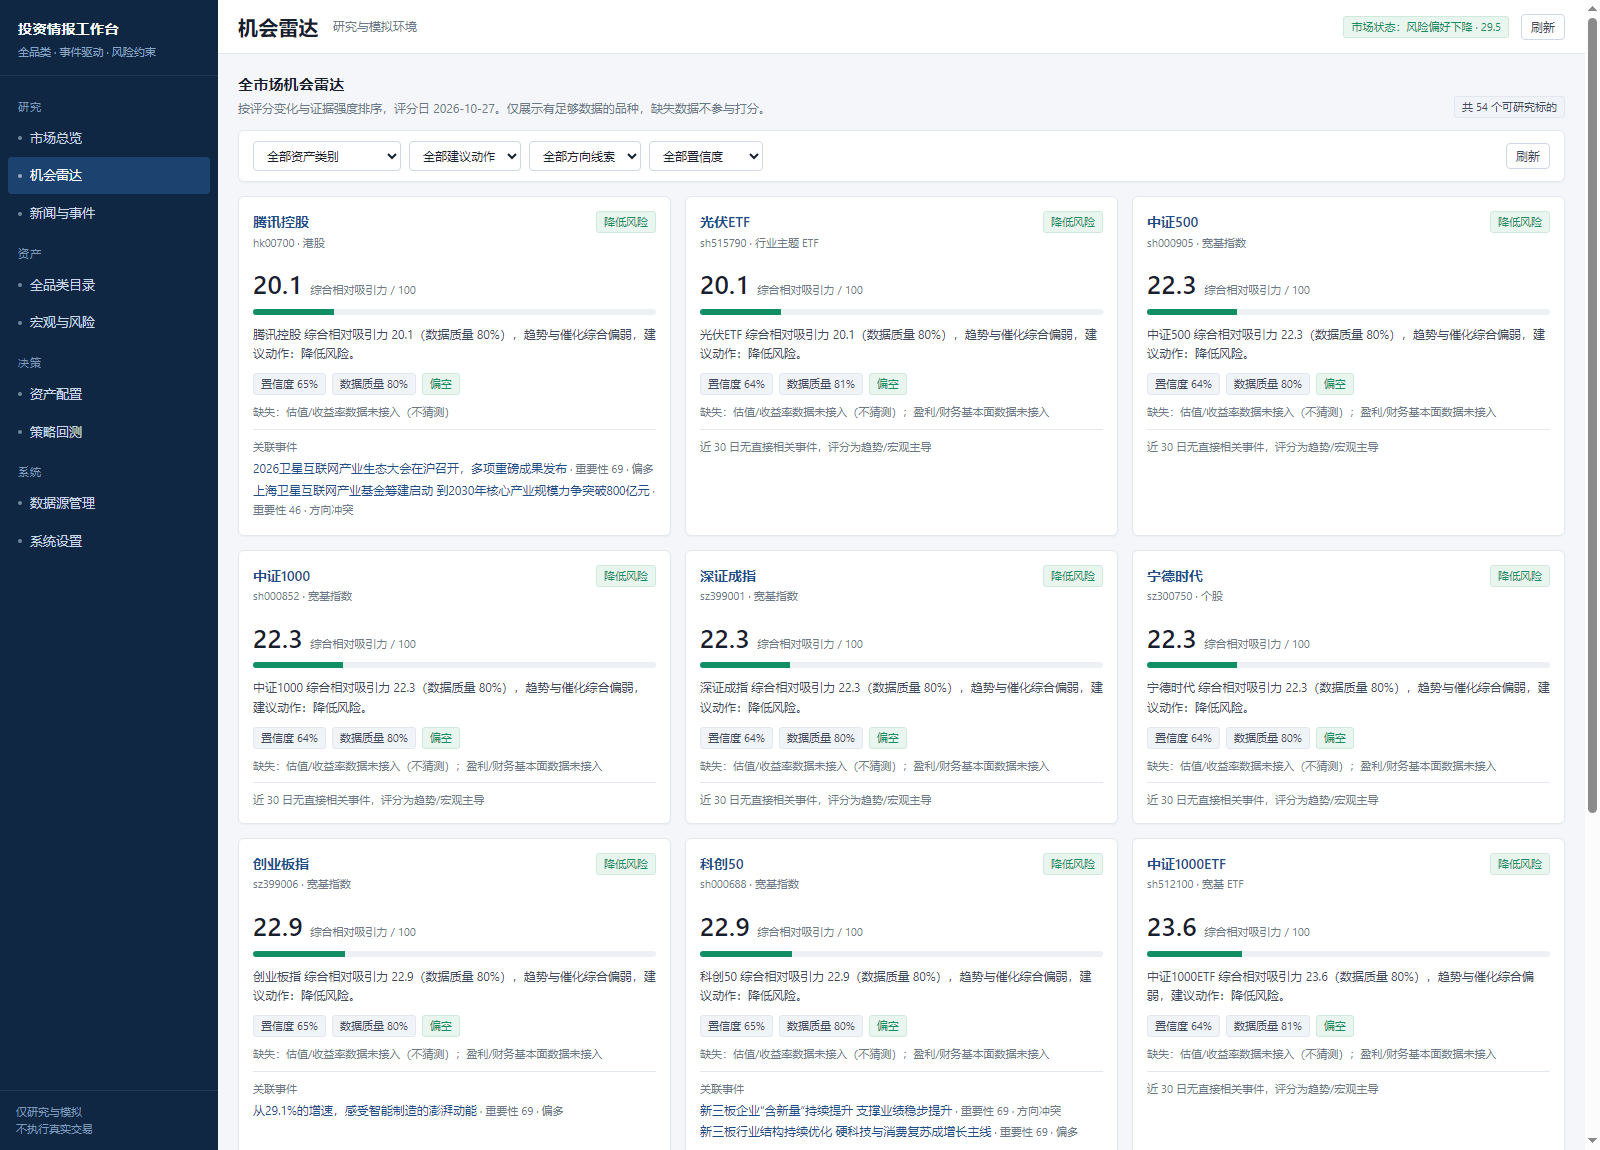 投资情报工作台
全品类 · 事件驱动 · 风险约束
研究
市场总览
机会雷达
新闻与事件
资产
全品类目录
宏观与风险
决策
资产配置
策略回测
系统
数据源管理
系统设置
仅研究与模拟
不执行真实交易
机会雷达 研究与模拟环境
市场状态：风险偏好下降 · 29.5 刷新
全市场机会雷达
按评分变化与证据强度排序，评分日 2026-10-27。仅展示有足够数据的品种，缺失数据不参与打分。
共 54 个可研究标的
全部资产类别 全部建议动作 全部方向线索 全部置信度 刷新
腾讯控股 降低风险
hk00700 · 港股
20.1 综合相对吸引力 / 100
腾讯控股 综合相对吸引力 20.1（数据质量 80%），趋势与催化综合偏弱，建
议动作：降低风险。
置信度 65% 数据质量 80% 偏空
缺失：估值/收益率数据未接入（不猜测）
关联事件
2026卫星互联网产业生态大会在沪召开，多项重磅成果发布 · 重要性 69 · 偏多
上海卫星互联网产业基金筹建启动 到2030年核心产业规模力争突破800亿元 ·
重要性 46 · 方向冲突
光伏ETF 降低风险
sh515790 · 行业主题 ETF
20.1 综合相对吸引力 / 100
光伏ETF 综合相对吸引力 20.1（数据质量 81%），趋势与催化综合偏弱，建
议动作：降低风险。
置信度 64% 数据质量 81% 偏空
缺失：估值/收益率数据未接入（不猜测）；盈利/财务基本面数据未接入
近 30 日无直接相关事件，评分为趋势/宏观主导
中证500 降低风险
sh000905 · 宽基指数
22.3 综合相对吸引力 / 100
中证500 综合相对吸引力 22.3（数据质量 80%），趋势与催化综合偏弱，建
议动作：降低风险。
置信度 64% 数据质量 80% 偏空
缺失：估值/收益率数据未接入（不猜测）；盈利/财务基本面数据未接入
近 30 日无直接相关事件，评分为趋势/宏观主导
中证1000 降低风险
sh000852 · 宽基指数
22.3 综合相对吸引力 / 100
中证1000 综合相对吸引力 22.3（数据质量 80%），趋势与催化综合偏弱，
建议动作：降低风险。
置信度 64% 数据质量 80% 偏空
缺失：估值/收益率数据未接入（不猜测）；盈利/财务基本面数据未接入
近 30 日无直接相关事件，评分为趋势/宏观主导
深证成指 降低风险
sz399001 · 宽基指数
22.3 综合相对吸引力 / 100
深证成指 综合相对吸引力 22.3（数据质量 80%），趋势与催化综合偏弱，建
议动作：降低风险。
置信度 64% 数据质量 80% 偏空
缺失：估值/收益率数据未接入（不猜测）；盈利/财务基本面数据未接入
近 30 日无直接相关事件，评分为趋势/宏观主导
宁德时代 降低风险
sz300750 · 个股
22.3 综合相对吸引力 / 100
宁德时代 综合相对吸引力 22.3（数据质量 80%），趋势与催化综合偏弱，建
议动作：降低风险。
置信度 64% 数据质量 80% 偏空
缺失：估值/收益率数据未接入（不猜测）；盈利/财务基本面数据未接入
近 30 日无直接相关事件，评分为趋势/宏观主导
创业板指 降低风险
sz399006 · 宽基指数
22.9 综合相对吸引力 / 100
创业板指 综合相对吸引力 22.9（数据质量 80%），趋势与催化综合偏弱，建
议动作：降低风险。
置信度 65% 数据质量 80% 偏空
缺失：估值/收益率数据未接入（不猜测）；盈利/财务基本面数据未接入
关联事件
从29.1%的增速，感受智能制造的澎湃动能 · 重要性 69 · 偏多
科创50 降低风险
sh000688 · 宽基指数
22.9 综合相对吸引力 / 100
科创50 综合相对吸引力 22.9（数据质量 80%），趋势与催化综合偏弱，建
议动作：降低风险。
置信度 65% 数据质量 80% 偏空
缺失：估值/收益率数据未接入（不猜测）；盈利/财务基本面数据未接入
关联事件
新三板企业“含新量”持续提升 支撑业绩稳步提升 · 重要性 69 · 方向冲突
新三板行业结构持续优化 硬科技与消费复苏成增长主线 · 重要性 69 · 偏多
中证1000ETF 降低风险
sh512100 · 宽基 ETF
23.6 综合相对吸引力 / 100
中证1000ETF 综合相对吸引力 23.6（数据质量 81%），趋势与催化综合偏
弱，建议动作：降低风险。
置信度 64% 数据质量 81% 偏空
缺失：估值/收益率数据未接入（不猜测）；盈利/财务基本面数据未接入
近 30 日无直接相关事件，评分为趋势/宏观主导